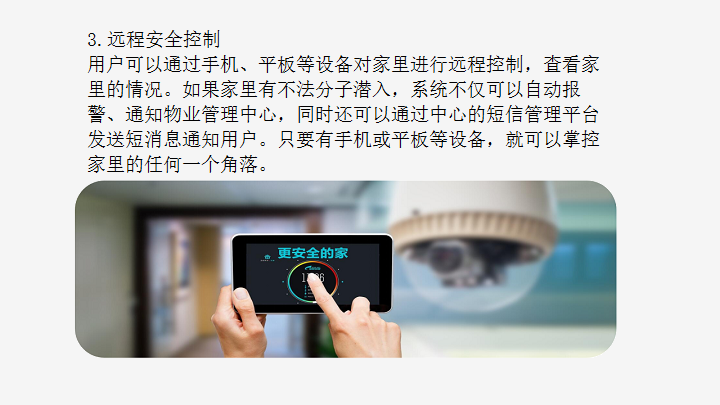 3.远程安全控制
用户可以通过手机、平板等设备对家里进行远程控制，查看家
里的情况。如果家里有不法分子潜入，系统不仅可以自动报
警、通知物业管理中心，同时还可以通过中心的短信管理平台
发送短消息通知用户。只要有手机或平板等设备，就可以掌控
家里的任何一个角落。
更安全的家